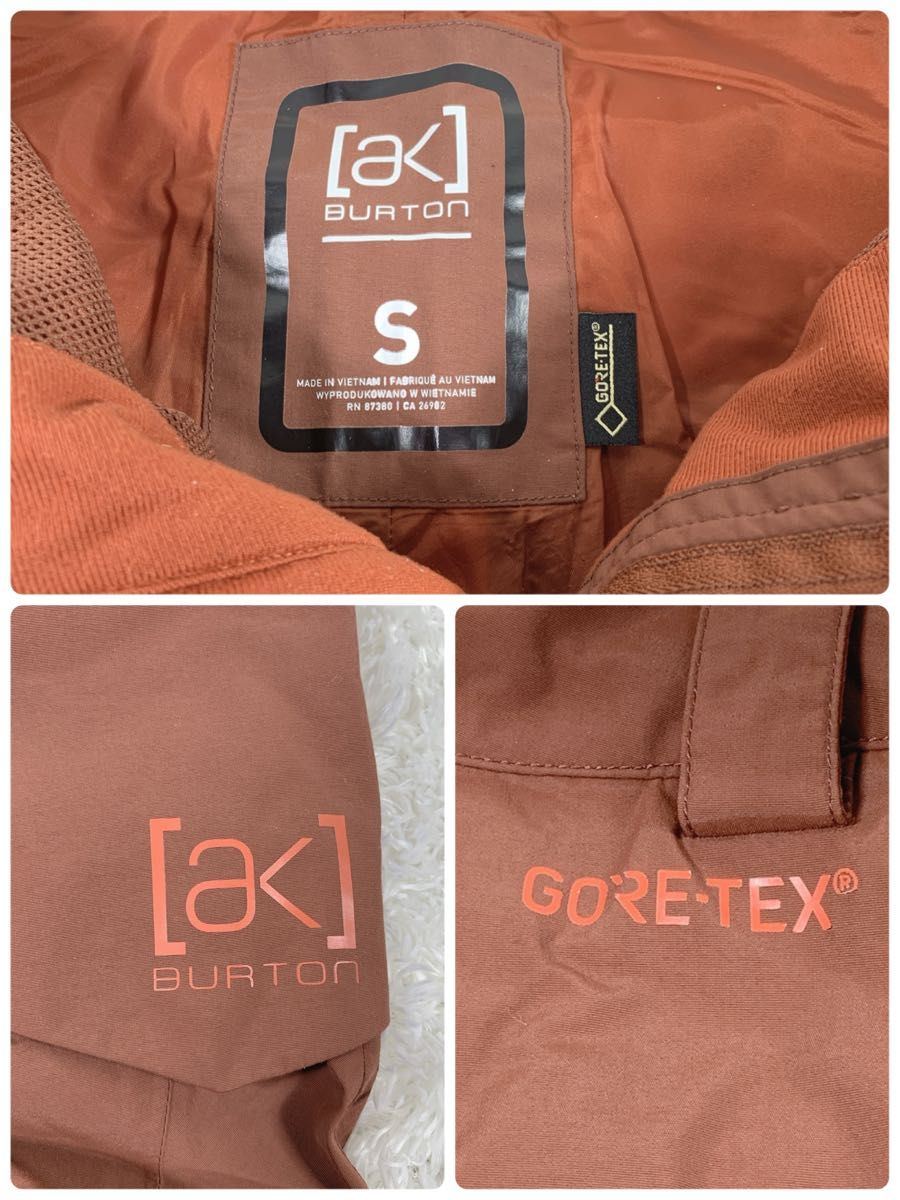 [ak]
BURTON
S
MADE IN VIETNAM | FABRIQUÉ AU VIETNAM
WYPRODUKOWANO W WIETNAMIE
RN 87380 | CA 26982
GORE-TEX®
[ak]
BURTON
GORE-TEX®